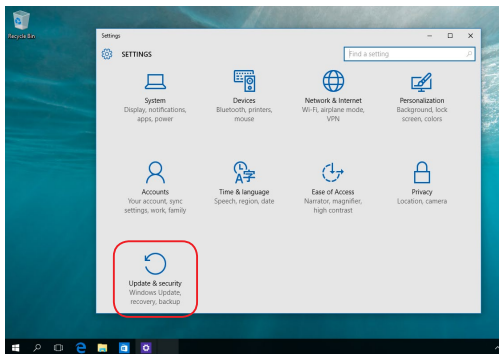 Recycle Bin
Settings
SETTINGS
Find a setting
System
Display, notifications,
apps, power
Devices
Bluetooth, printers,
mouse
Network & Internet
Wi-Fi, airplane mode,
VPN
Personalization
Background, lock
screen, colors
Accounts
Your account, sync
settings, work, family
Time & language
Speech, region, date
Ease of Access
Narrator, magnifier,
high contrast
Privacy
Location, camera
Update & security
Windows Update,
recovery, backup